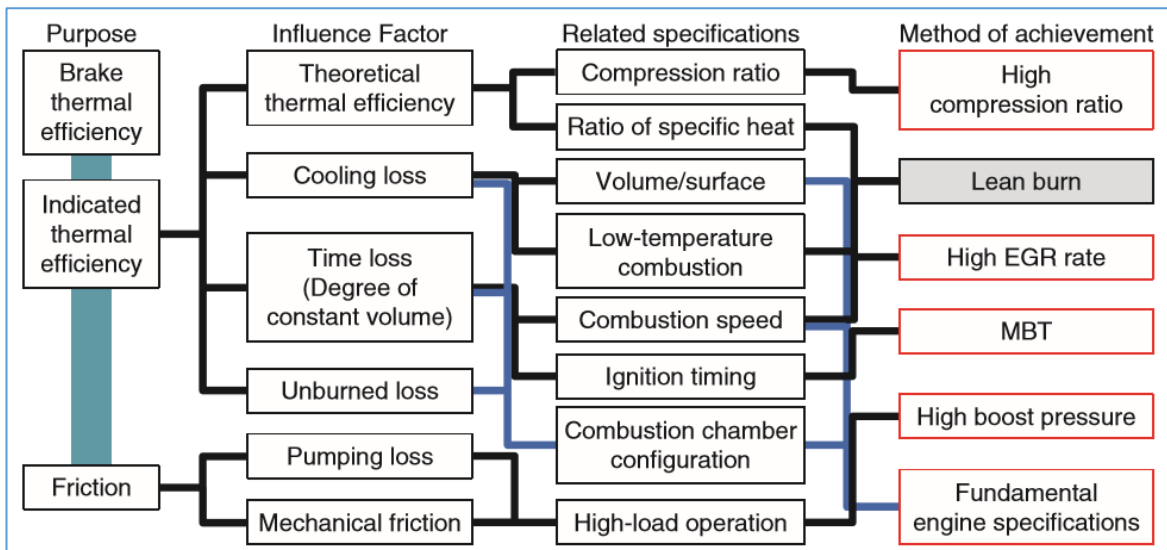 Purpose
Brake
thermal
efficiency
Indicated
thermal
efficiency
Friction
Influence Factor
Theoretical
thermal efficiency
Cooling loss
Time loss
(Degree of
constant volume)
Unburned loss
Pumping loss
Mechanical friction
Related specifications
Compression ratio
Ratio of specific heat
Volume/surface
Low-temperature
combustion
Combustion speed
Ignition timing
Combustion chamber
configuration
High-load operation
Method of achievement
High
compression ratio
Lean burn
High EGR rate
MBT
High boost pressure
Fundamental
engine specifications